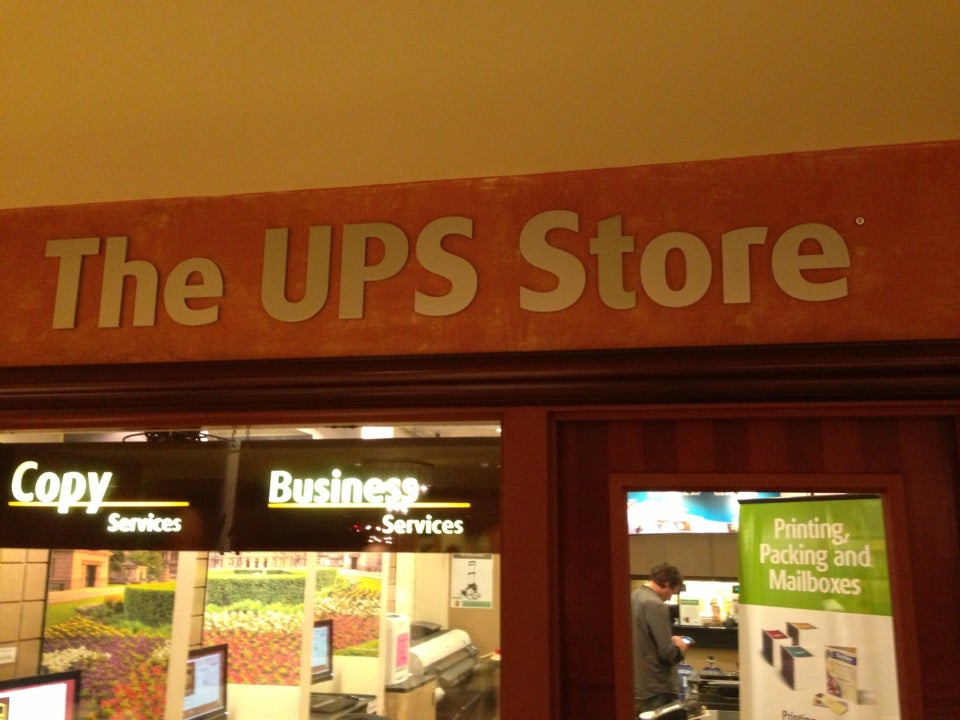 The UPS Store
Copy
Services
Business
Services
Printing,
Packing and
Mailboxes